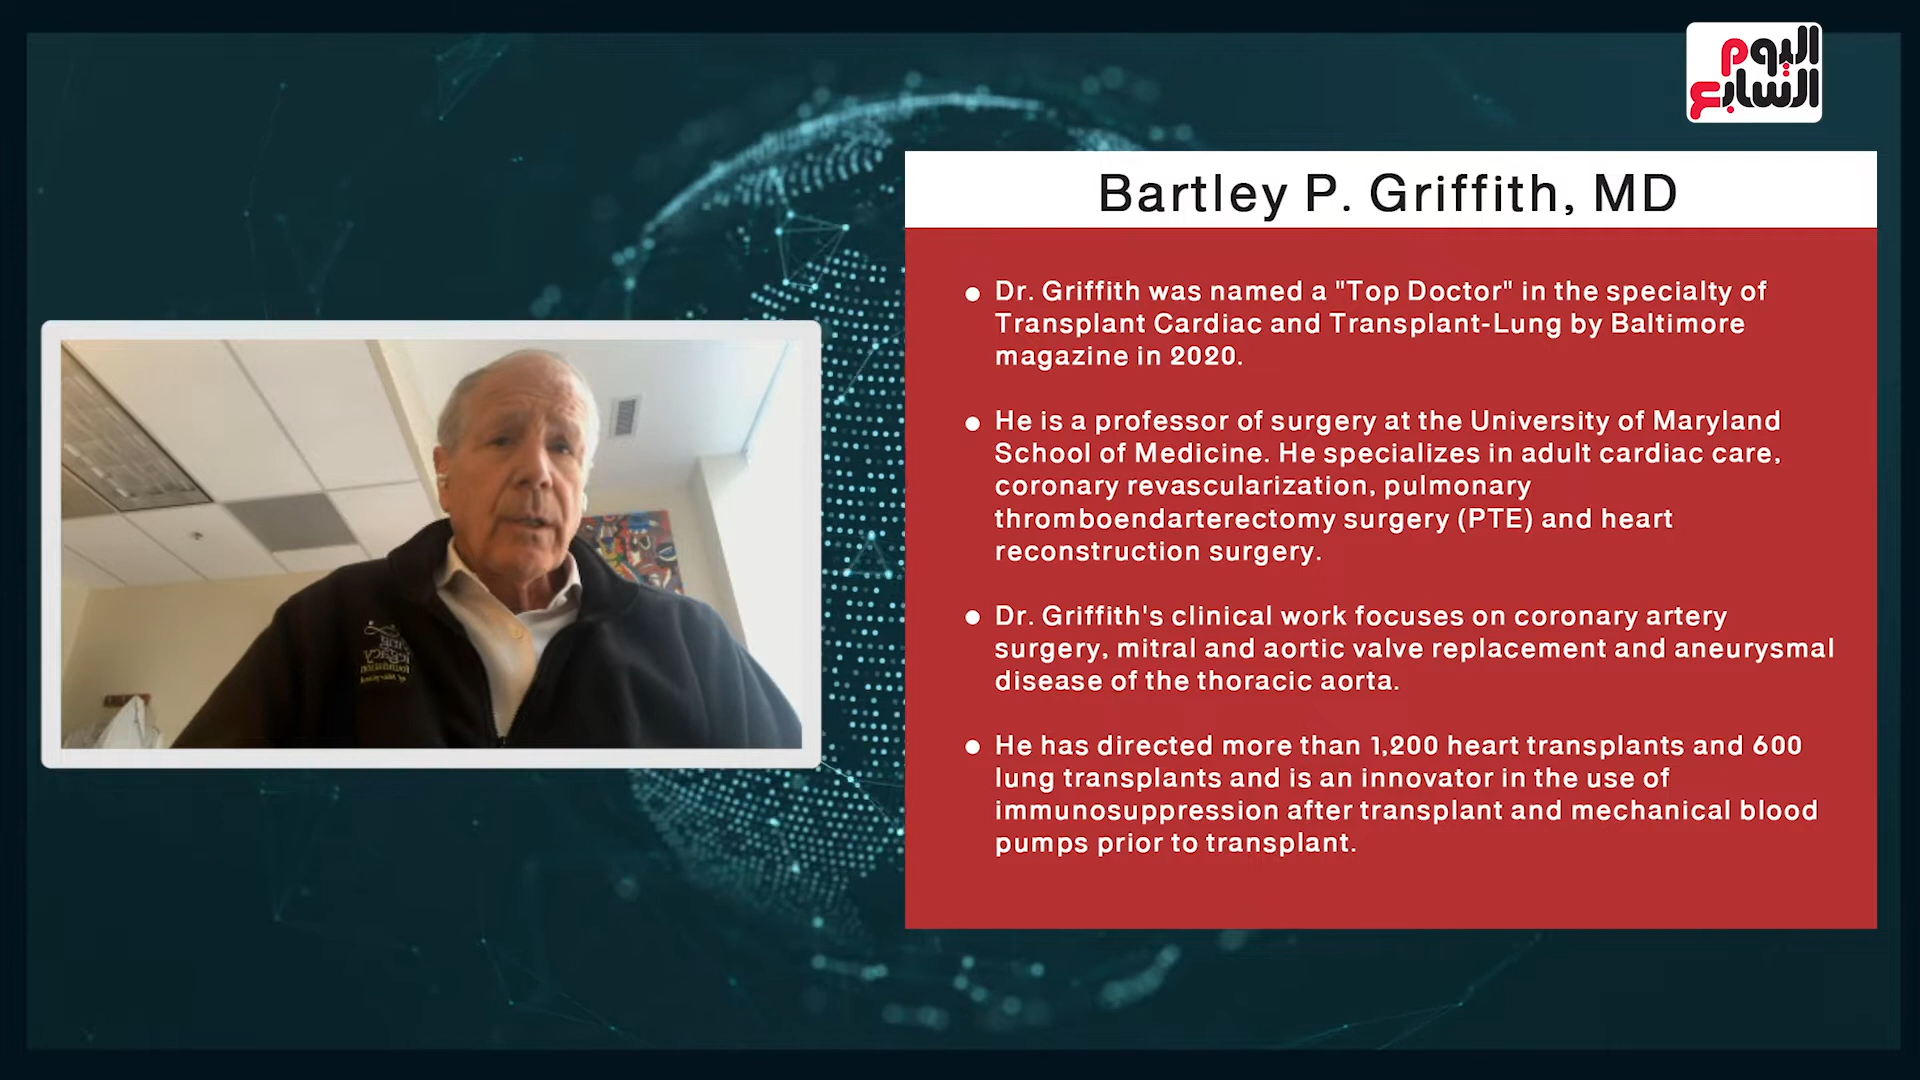 اليوم
السابع
Bartley P. Griffith, MD
• Dr. Griffith was named a "Top Doctor" in the specialty of
Transplant Cardiac and Transplant-Lung by Baltimore
magazine in 2020.
• He is a professor of surgery at the University of Maryland
School of Medicine. He specializes in adult cardiac care,
coronary revascularization, pulmonary
thromboendarterectomy surgery (PTE) and heart
reconstruction surgery.
• Dr. Griffith's clinical work focuses on coronary artery
surgery, mitral and aortic valve replacement and aneurysmal
disease of the thoracic aorta.
• He has directed more than 1,200 heart transplants and 600
lung transplants and is an innovator in the use of
immunosuppression after transplant and mechanical blood
pumps prior to transplant.
legacy
foundation